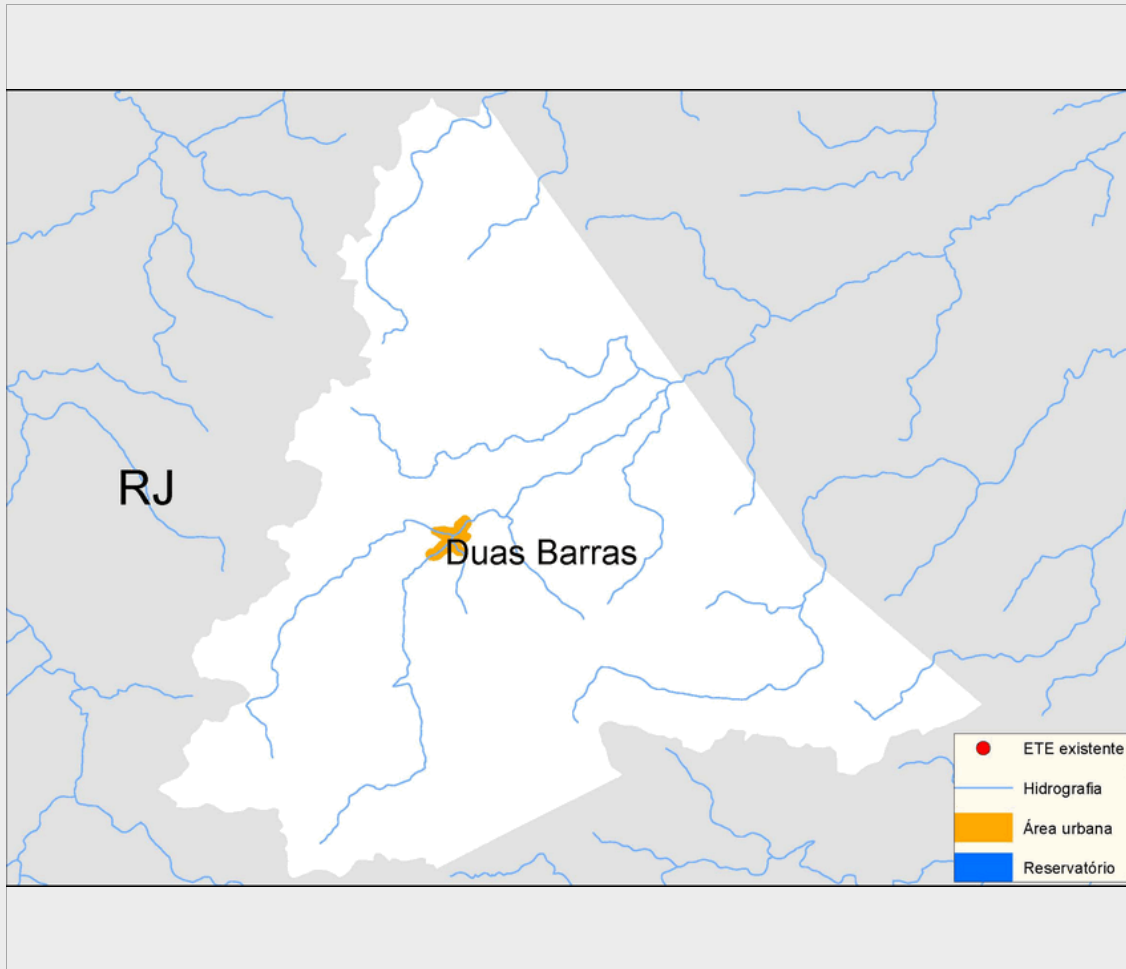 RJ
Duas Barras
ETE existente
Hidrografia
Área urbana
Reservatório